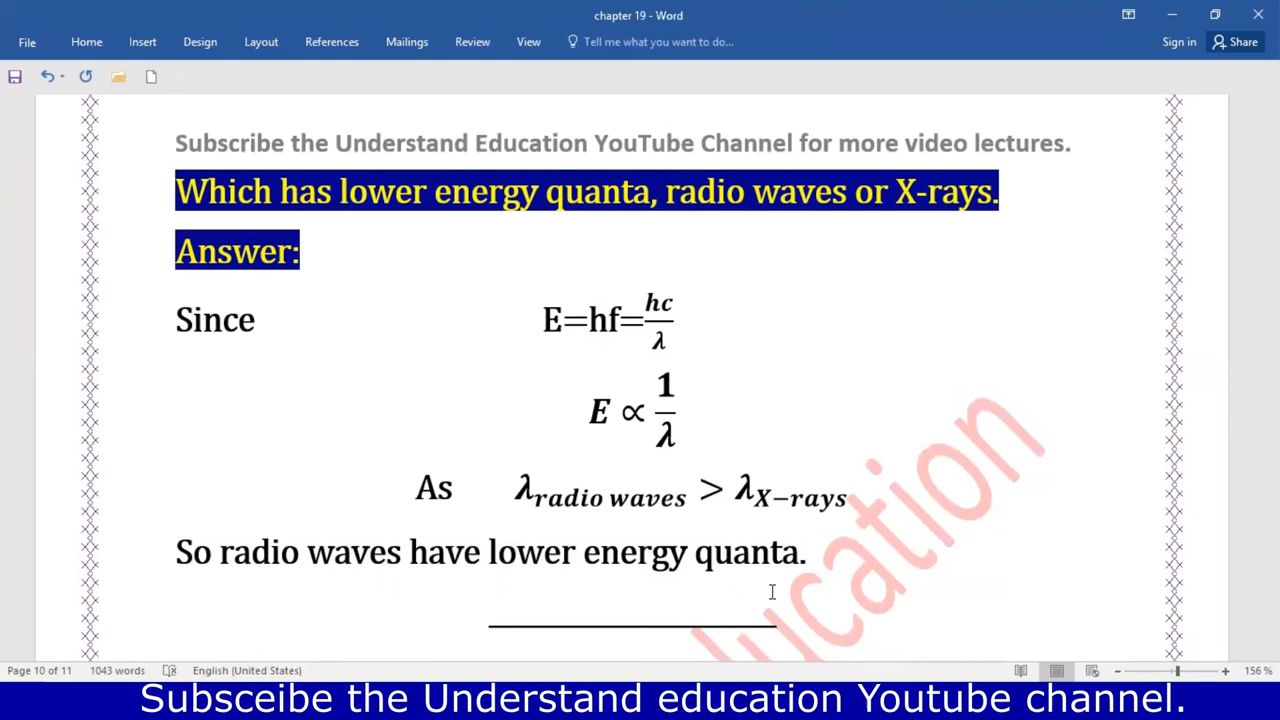 chapter 19 - Word
File Home Insert Design Layout References Mailings Review View Tell me what you want to do... Sign in Share
Subscribe the Understand Education YouTube Channel for more video lectures.
Which has lower energy quanta, radio waves or X-rays.
Answer:
Since E=hf=hc/λ
E ∝ 1/λ
As λ_radio waves > λ_X−rays
So radio waves have lower energy quanta.
ucation
Page 10 of 11 1043 words English (United States) 156 %
Subsceibe the Understand education Youtube channel.